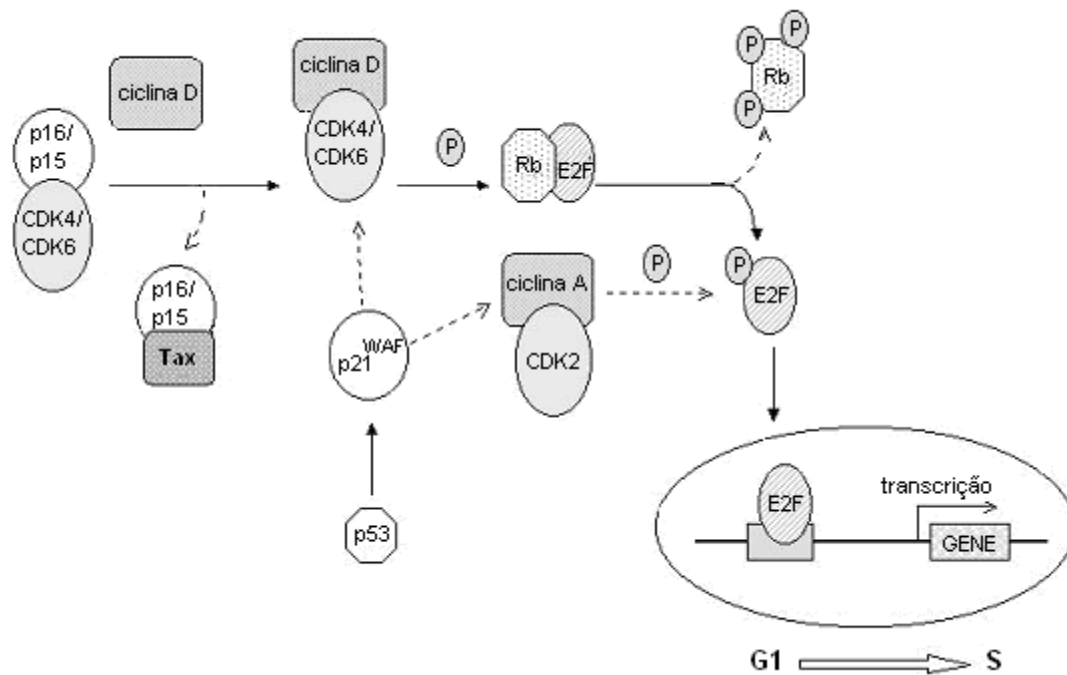 ciclina D
p16/
p15
CDK4/
CDK6
p16/
p15
Tax
ciclina D
CDK4/
CDK6
P
Rb
E2F
P
P
Rb
P
p21WAF
p53
ciclina A
CDK2
P
P
E2F
E2F
transcrição
GENE
G1
S